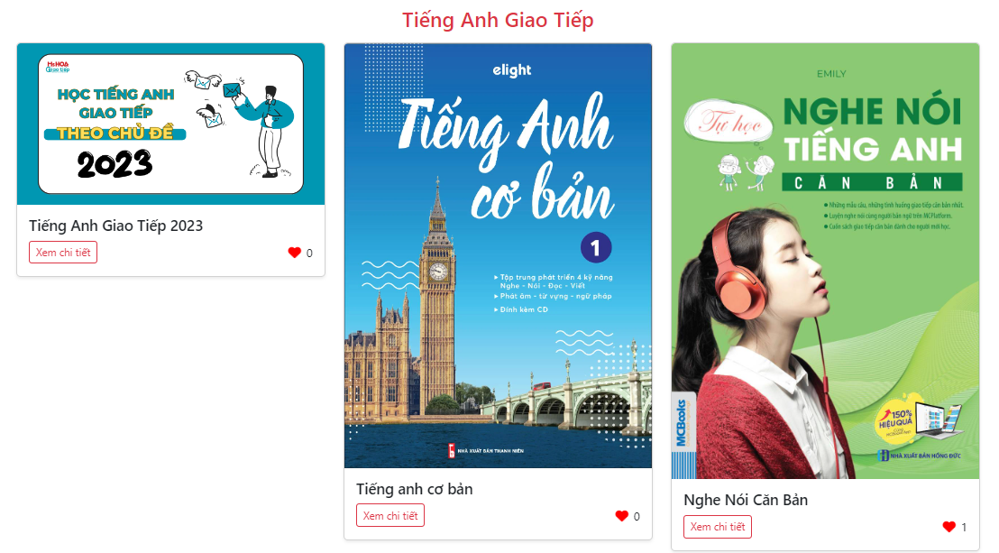 Tiếng Anh Giao Tiếp
Ms HOA
Giao tiếp
HỌC TIẾNG ANH
GIAO TIẾP
THEO CHỦ ĐỀ
2023
Tiếng Anh Giao Tiếp 2023
Xem chi tiết
0
elight
Tiếng Anh
cơ bản
1
Tập trung phát triển 4 kỹ năng
Nghe - Nói - Đọc - Viết
Phát âm - từ vựng - ngữ pháp
Đính kèm CD
NHÀ XUẤT BẢN THANH NIÊN
Tiếng anh cơ bản
Xem chi tiết
0
EMILY
Tự học
NGHE NÓI
TIẾNG ANH
CĂN BẢN
Những mẫu câu, những tình huống giao tiếp căn bản nhất.
Luyện nghe nói cùng người bản ngữ trên MCPlatform.
Cuốn sách giao tiếp căn bản dành cho người mới học.
MCBooks
150%
HIỆU QUẢ
NHÀ XUẤT BẢN HỒNG ĐỨC
Nghe Nói Căn Bản
Xem chi tiết
1